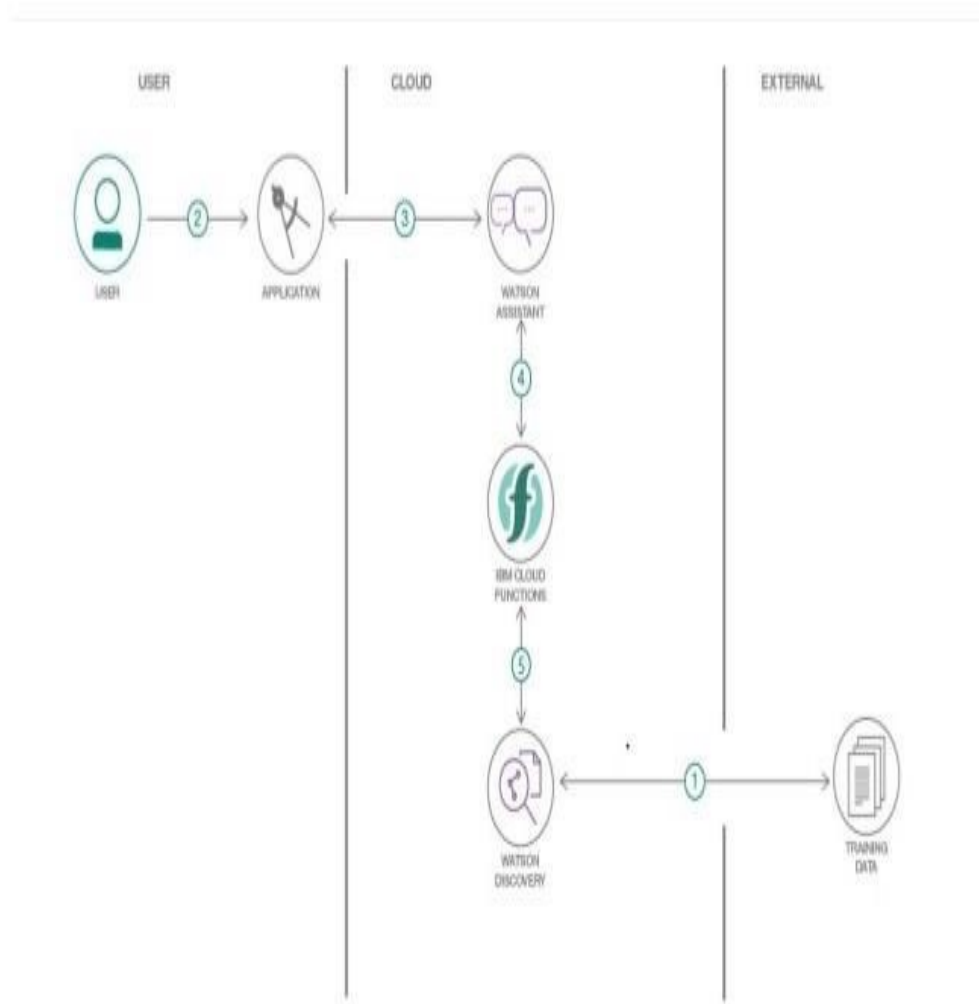 USER
CLOUD
EXTERNAL
2
3
USER
APPLICATION
WATSON
ASSISTANT
4
IBM CLOUD
FUNCTIONS
5
1
WATSON
DISCOVERY
TRAINING
DATA